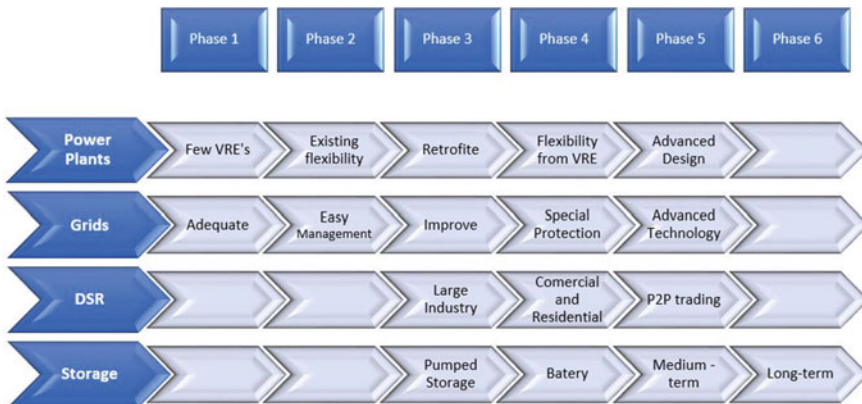 Phase 1 Phase 2 Phase 3 Phase 4 Phase 5 Phase 6
Power
Plants
Few VRE's
Existing
flexibility
Retrofite
Flexibility
from VRE
Advanced
Design
Grids
Adequate
Easy
Management
Improve
Special
Protection
Advanced
Technology
DSR
Large
Industry
Comercial
and
Residential
P2P trading
Storage
Pumped
Storage
Batery
Medium -
term
Long-term